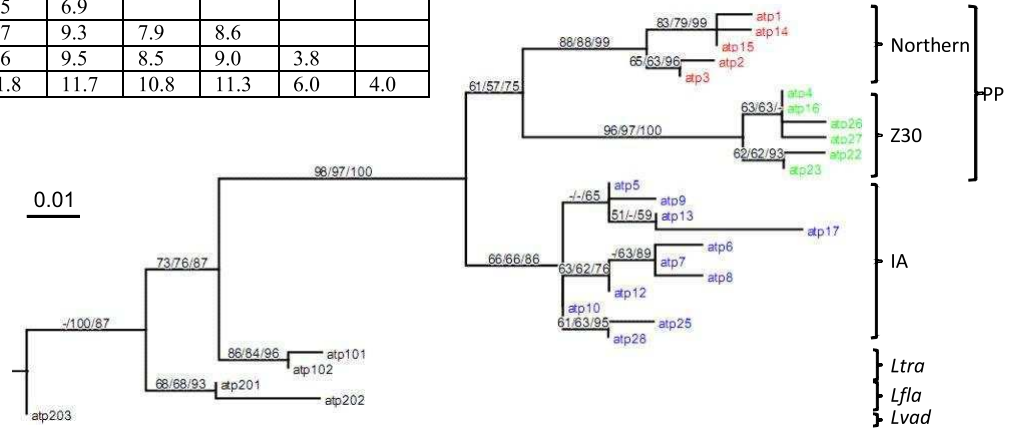 5 6.9
7 9.3 7.9 8.6
6 9.5 8.5 9.0 3.8
1.8 11.7 10.8 11.3 6.0 4.0
0.01
83/79/99
atp1
atp14
atp15
88/88/99
65/63/96
atp2
atp3
Northern
61/57/75
atp4
63/63/-
atp16
atp26
96/97/100
atp27
62/62/93
atp22
atp23
Z30
PP
98/97/100
-/-/65
atp5
atp9
51/-/59
atp13
atp17
66/66/86
-/63/89
atp6
atp7
63/62/76
atp8
atp12
atp10
61/63/95
atp25
atp28
IA
73/76/87
-/100/87
86/84/96
atp101
atp102
Ltra
68/68/93
atp201
atp202
Lfla
atp203
Lvad